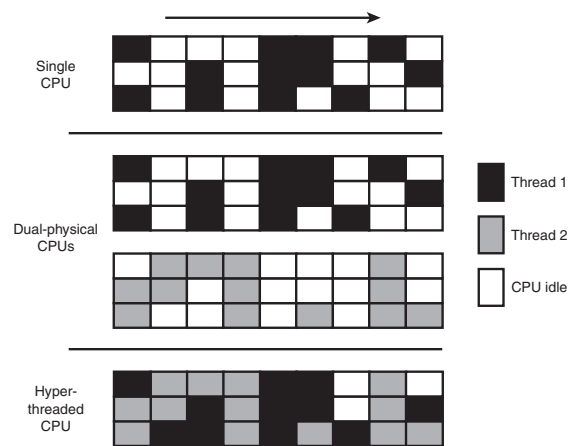 Single
CPU
Dual-physical
CPUs
Thread 1
Thread 2
CPU idle
Hyper-
threaded
CPU